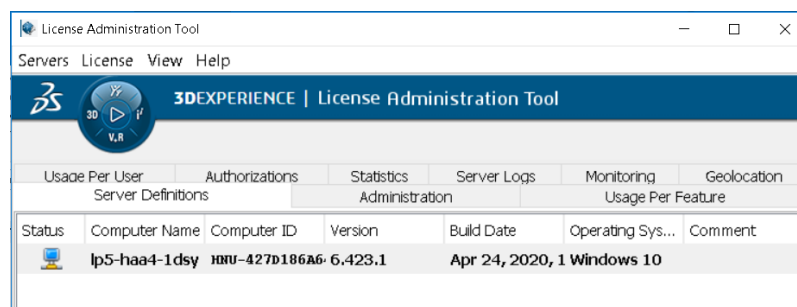 License Administration Tool
Servers License View Help
3DEXPERIENCE | License Administration Tool
3D
V.R
Usage Per User Authorizations Statistics Server Logs Monitoring Geolocation
Server Definitions Administration Usage Per Feature
Status Computer Name Computer ID Version Build Date Operating Sys... Comment
lp5-haa4-1dsy HNU-427D186A6 6.423.1 Apr 24, 2020, 1 Windows 10